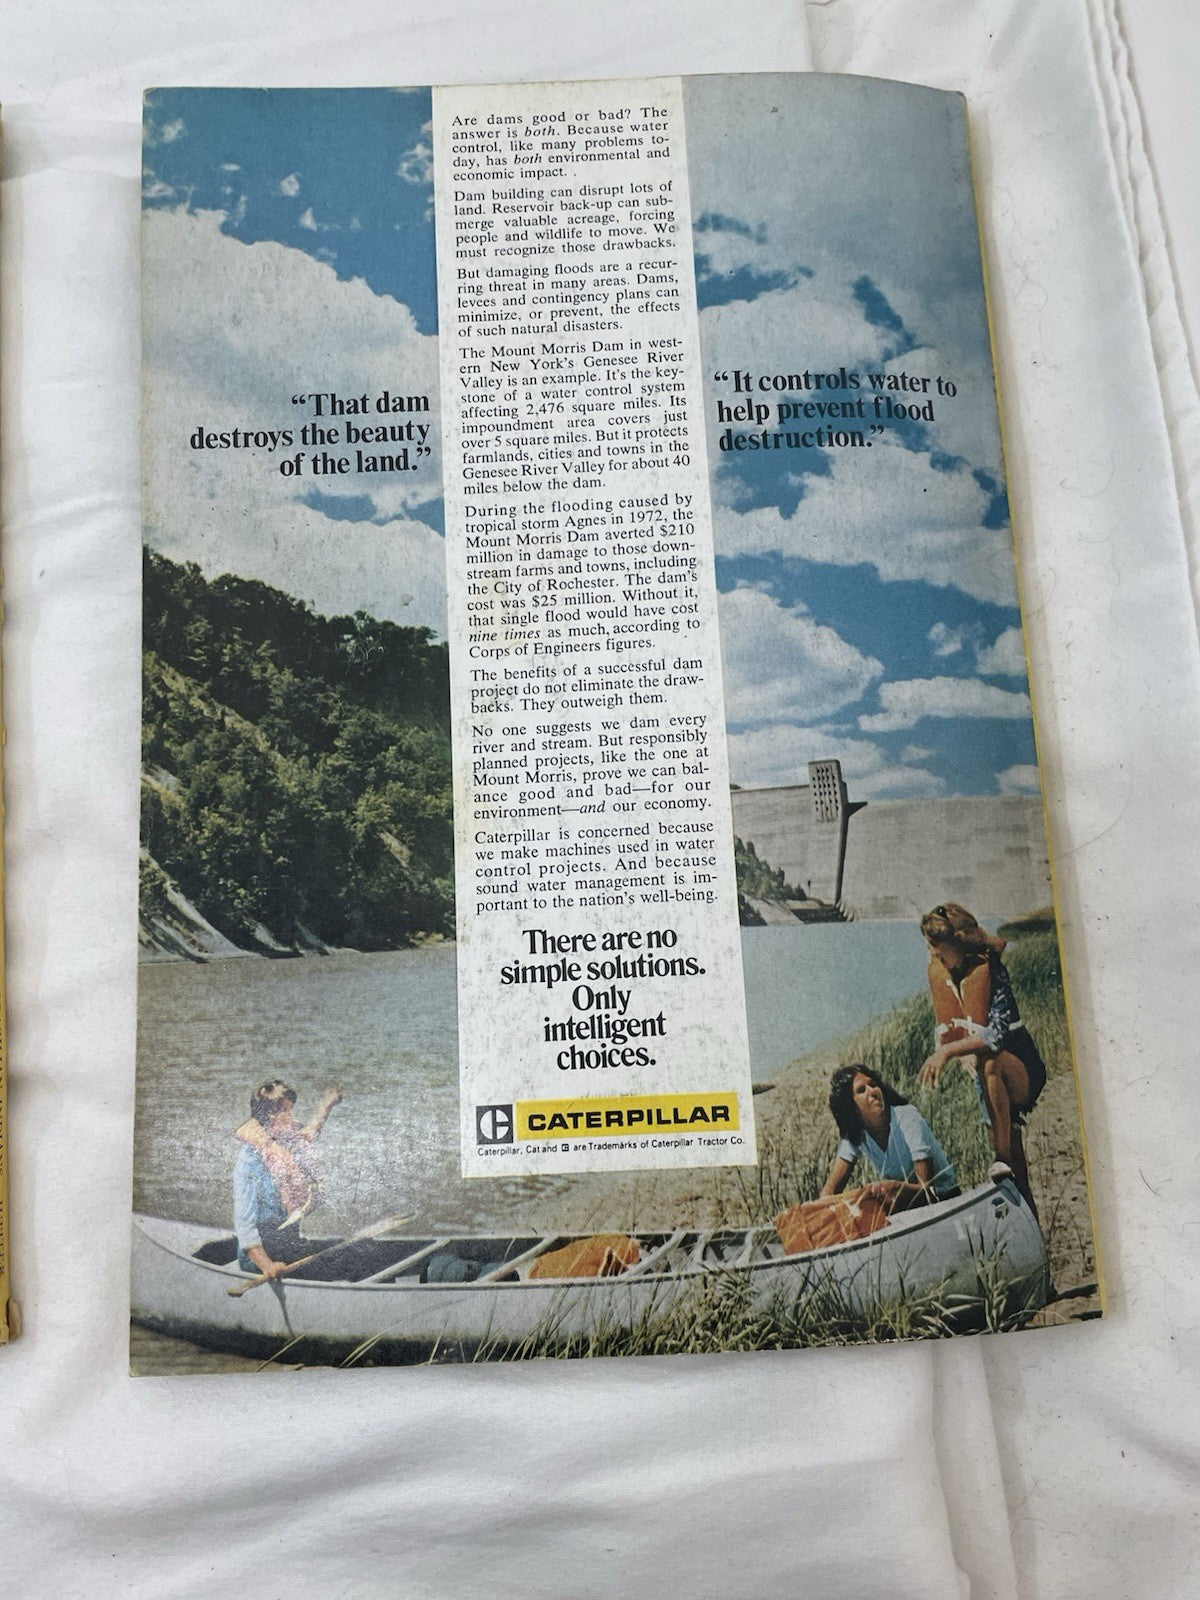 Are dams good or bad? The
answer is both. Because water
control, like many problems to-
day, has both environmental and
economic impact. .
Dam building can disrupt lots of
land. Reservoir back-up can sub-
merge valuable acreage, forcing
people and wildlife to move. We
must recognize those drawbacks.
But damaging floods are a recur-
ring threat in many areas. Dams,
levees and contingency plans can
minimize, or prevent, the effects
of such natural disasters.
The Mount Morris Dam in west-
ern New York's Genesee River
Valley is an example. It's the key-
stone of a water control system
affecting 2,476 square miles. Its
impoundment area covers just
over 5 square miles. But it protects
farmlands, cities and towns in the
Genesee River Valley for about 40
miles below the dam.
During the flooding caused by
tropical storm Agnes in 1972, the
Mount Morris Dam averted $210
million in damage to those down-
stream farms and towns, including
the City of Rochester. The dam's
cost was $25 million. Without it,
that single flood would have cost
nine times as much, according to
Corps of Engineers figures.
The benefits of a successful dam
project do not eliminate the draw-
backs. They outweigh them.
No one suggests we dam every
river and stream. But responsibly
planned projects, like the one at
Mount Morris, prove we can bal-
ance good and bad—for our
environment—and our economy.
Caterpillar is concerned because
we make machines used in water
control projects. And because
sound water management is im-
portant to the nation's well-being.
"That dam
destroys the beauty
of the land."
"It controls water to
help prevent flood
destruction."
There are no
simple solutions.
Only
intelligent
choices.
CATERPILLAR
Caterpillar, Cat and C are Trademarks of Caterpillar Tractor Co.